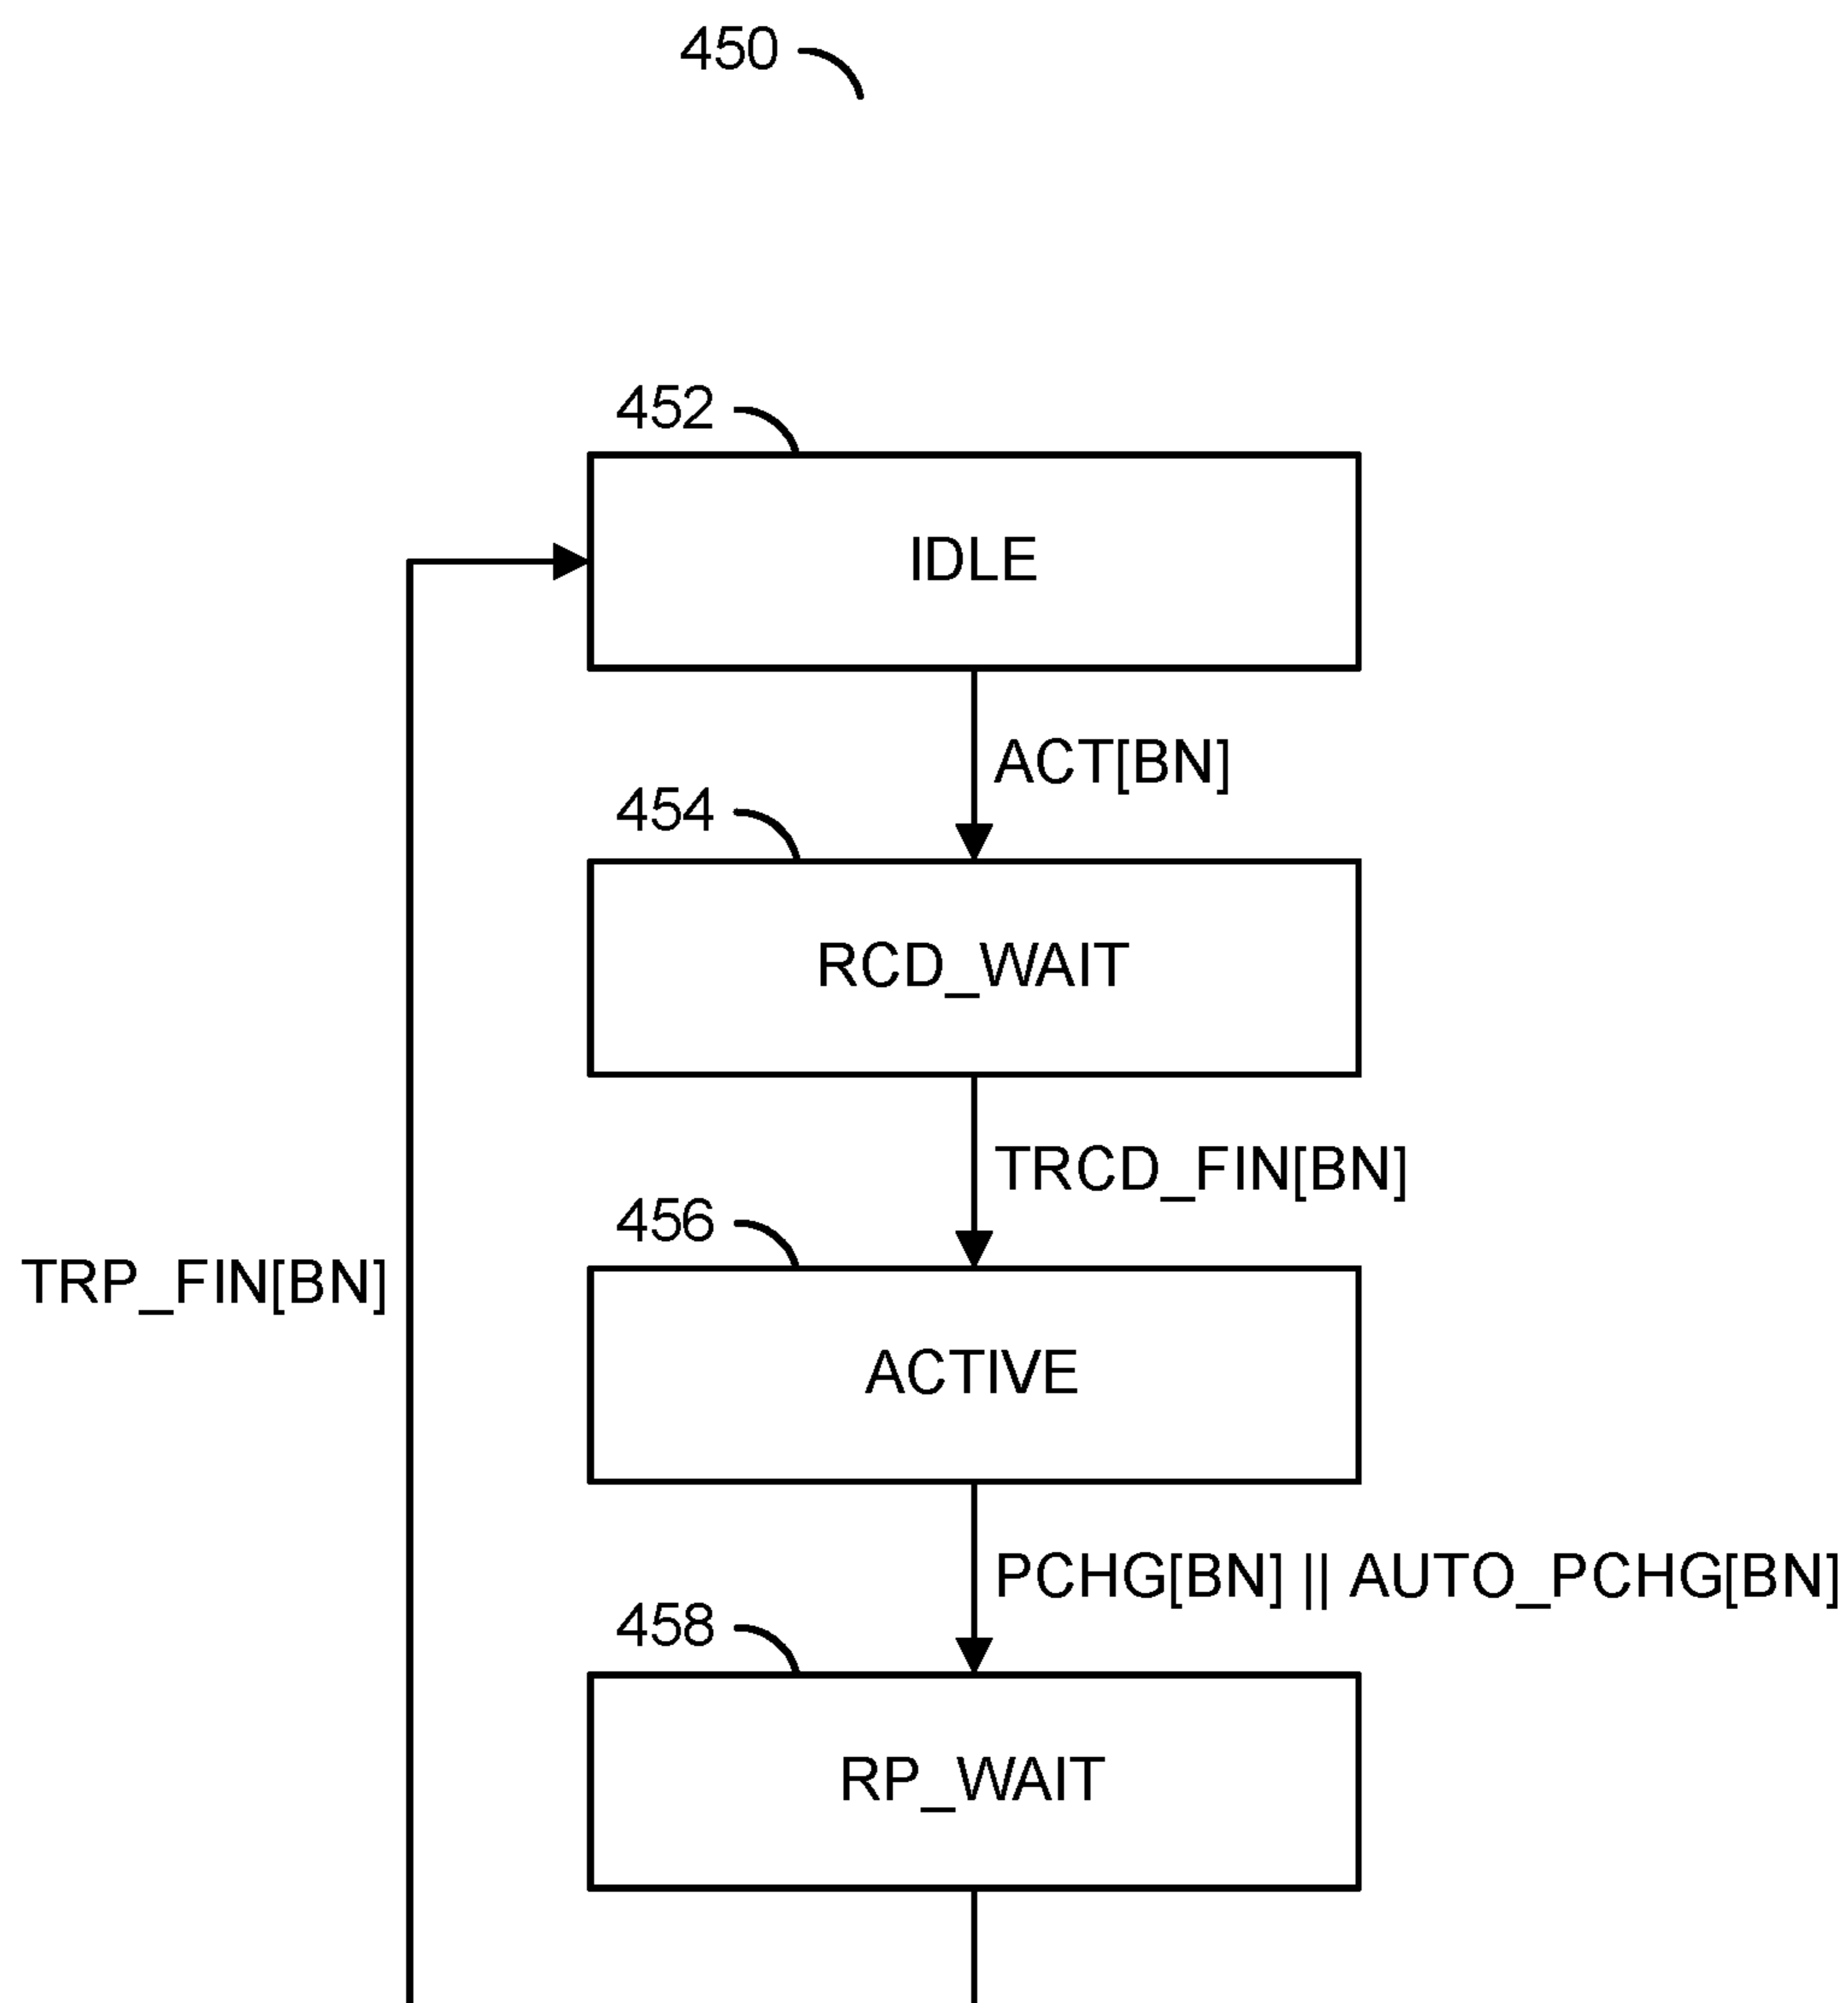 450
452
IDLE
ACT[BN]
454
RCD_WAIT
TRCD_FIN[BN]
456
TRP_FIN[BN]
ACTIVE
PCHG[BN] || AUTO_PCHG[BN]
458
RP_WAIT